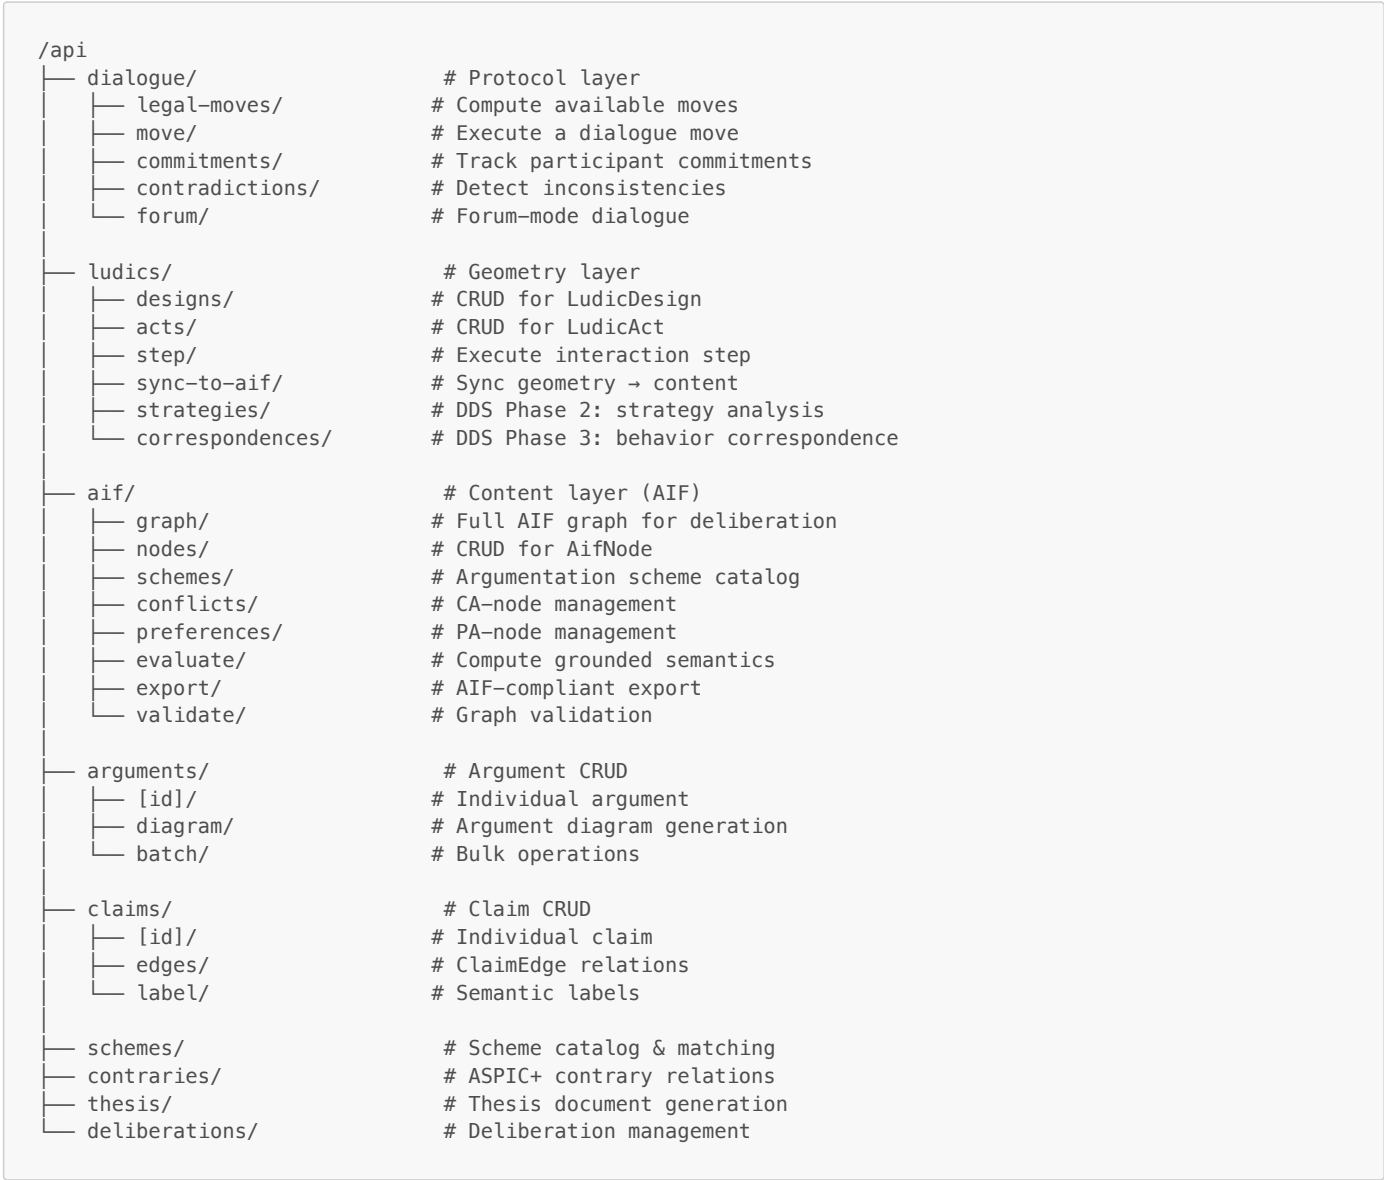 /api
├── dialogue/                    # Protocol layer
│   ├── legal-moves/            # Compute available moves
│   ├── move/                   # Execute a dialogue move
│   ├── commitments/            # Track participant commitments
│   ├── contradictions/         # Detect inconsistencies
│   └── forum/                  # Forum-mode dialogue
│
├── ludics/                      # Geometry layer
│   ├── designs/                # CRUD for LudicDesign
│   ├── acts/                   # CRUD for LudicAct
│   ├── step/                   # Execute interaction step
│   ├── sync-to-aif/            # Sync geometry → content
│   ├── strategies/             # DDS Phase 2: strategy analysis
│   └── correspondences/        # DDS Phase 3: behavior correspondence
│
├── aif/                         # Content layer (AIF)
│   ├── graph/                  # Full AIF graph for deliberation
│   ├── nodes/                  # CRUD for AifNode
│   ├── schemes/                # Argumentation scheme catalog
│   ├── conflicts/              # CA-node management
│   ├── preferences/            # PA-node management
│   ├── evaluate/               # Compute grounded semantics
│   ├── export/                 # AIF-compliant export
│   └── validate/               # Graph validation
│
├── arguments/                   # Argument CRUD
│   ├── [id]/                   # Individual argument
│   ├── diagram/                # Argument diagram generation
│   └── batch/                  # Bulk operations
│
├── claims/                      # Claim CRUD
│   ├── [id]/                   # Individual claim
│   ├── edges/                  # ClaimEdge relations
│   └── label/                  # Semantic labels
│
├── schemes/                     # Scheme catalog & matching
├── contraries/                  # ASPIC+ contrary relations
├── thesis/                      # Thesis document generation
└── deliberations/               # Deliberation management